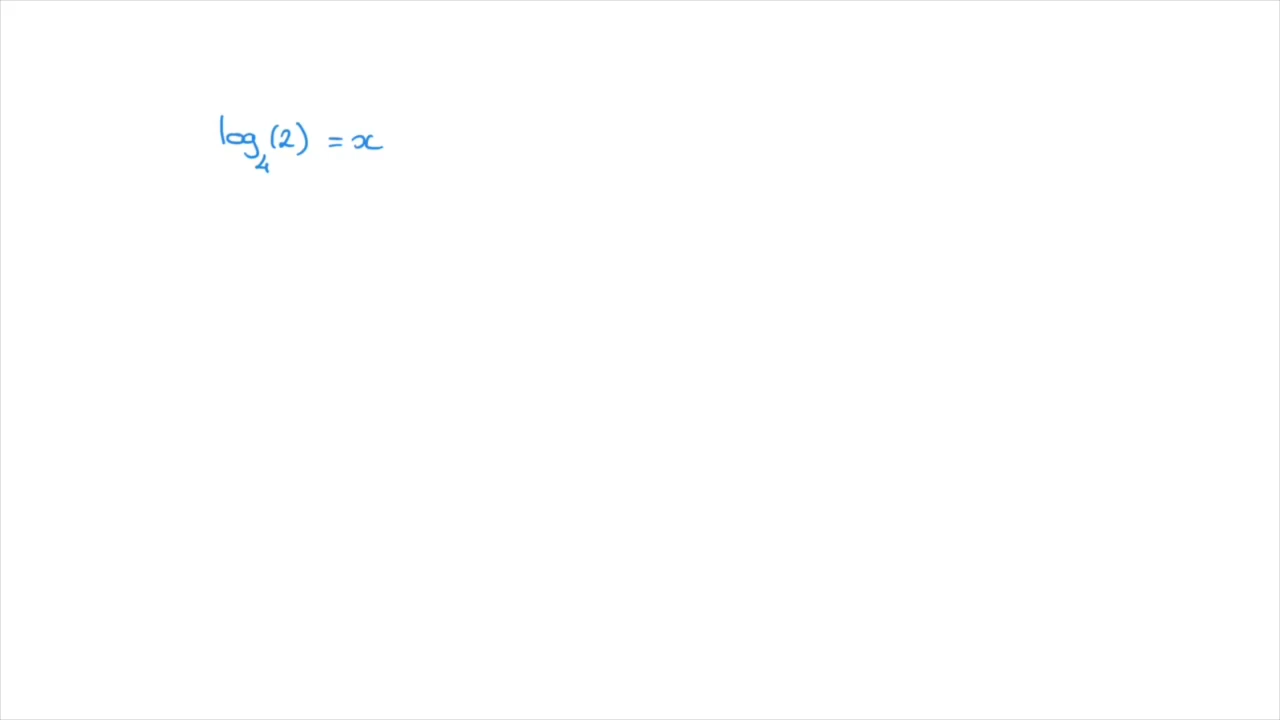 log₄(2) = x